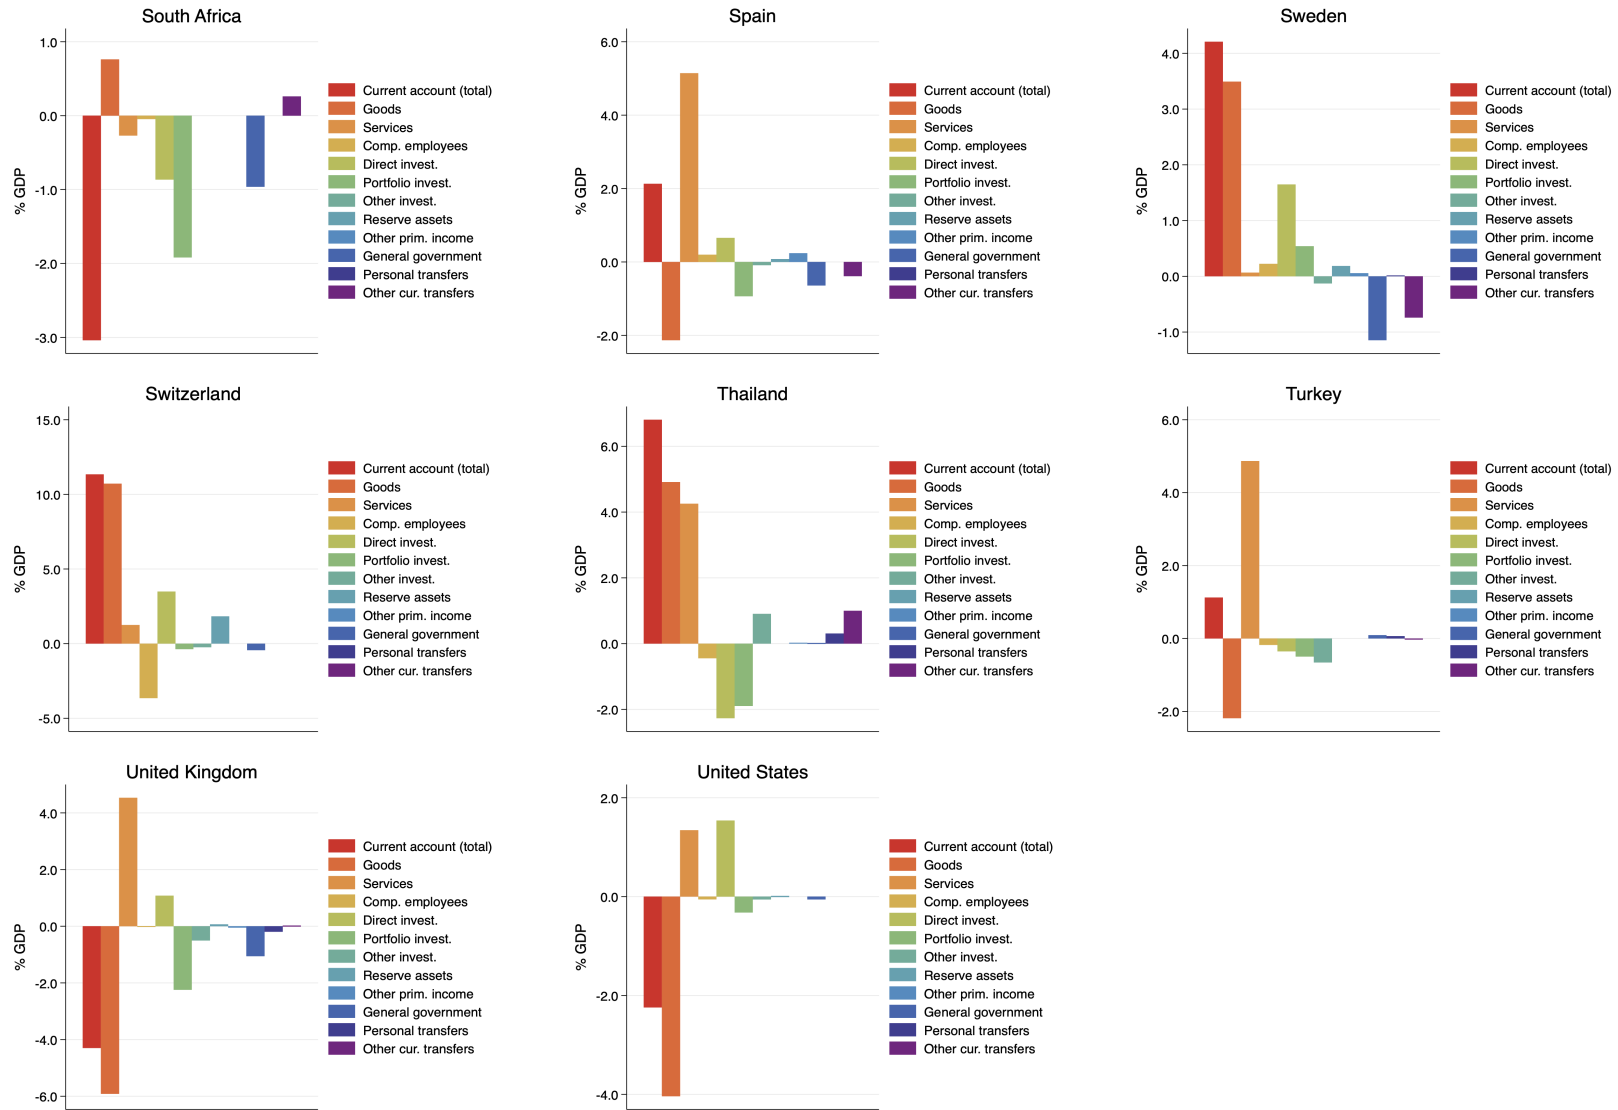 South Africa
% GDP
1.0
0.0
-1.0
-2.0
-3.0
Current account (total)
Goods
Services
Comp. employees
Direct invest.
Portfolio invest.
Other invest.
Reserve assets
Other prim. income
General government
Personal transfers
Other cur. transfers
Spain
% GDP
6.0
4.0
2.0
0.0
-2.0
Current account (total)
Goods
Services
Comp. employees
Direct invest.
Portfolio invest.
Other invest.
Reserve assets
Other prim. income
General government
Personal transfers
Other cur. transfers
Sweden
% GDP
4.0
3.0
2.0
1.0
0.0
-1.0
Current account (total)
Goods
Services
Comp. employees
Direct invest.
Portfolio invest.
Other invest.
Reserve assets
Other prim. income
General government
Personal transfers
Other cur. transfers
Switzerland
% GDP
15.0
10.0
5.0
0.0
-5.0
Current account (total)
Goods
Services
Comp. employees
Direct invest.
Portfolio invest.
Other invest.
Reserve assets
Other prim. income
General government
Personal transfers
Other cur. transfers
Thailand
% GDP
6.0
4.0
2.0
0.0
-2.0
Current account (total)
Goods
Services
Comp. employees
Direct invest.
Portfolio invest.
Other invest.
Reserve assets
Other prim. income
General government
Personal transfers
Other cur. transfers
Turkey
% GDP
6.0
4.0
2.0
0.0
-2.0
Current account (total)
Goods
Services
Comp. employees
Direct invest.
Portfolio invest.
Other invest.
Reserve assets
Other prim. income
General government
Personal transfers
Other cur. transfers
United Kingdom
% GDP
4.0
2.0
0.0
-2.0
-4.0
-6.0
Current account (total)
Goods
Services
Comp. employees
Direct invest.
Portfolio invest.
Other invest.
Reserve assets
Other prim. income
General government
Personal transfers
Other cur. transfers
United States
% GDP
2.0
0.0
-2.0
-4.0
Current account (total)
Goods
Services
Comp. employees
Direct invest.
Portfolio invest.
Other invest.
Reserve assets
Other prim. income
General government
Personal transfers
Other cur. transfers